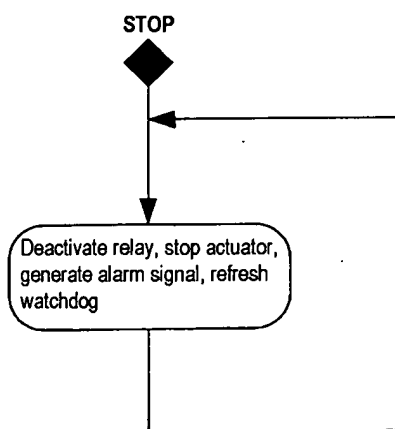 STOP
Deactivate relay, stop actuator,
generate alarm signal, refresh
watchdog